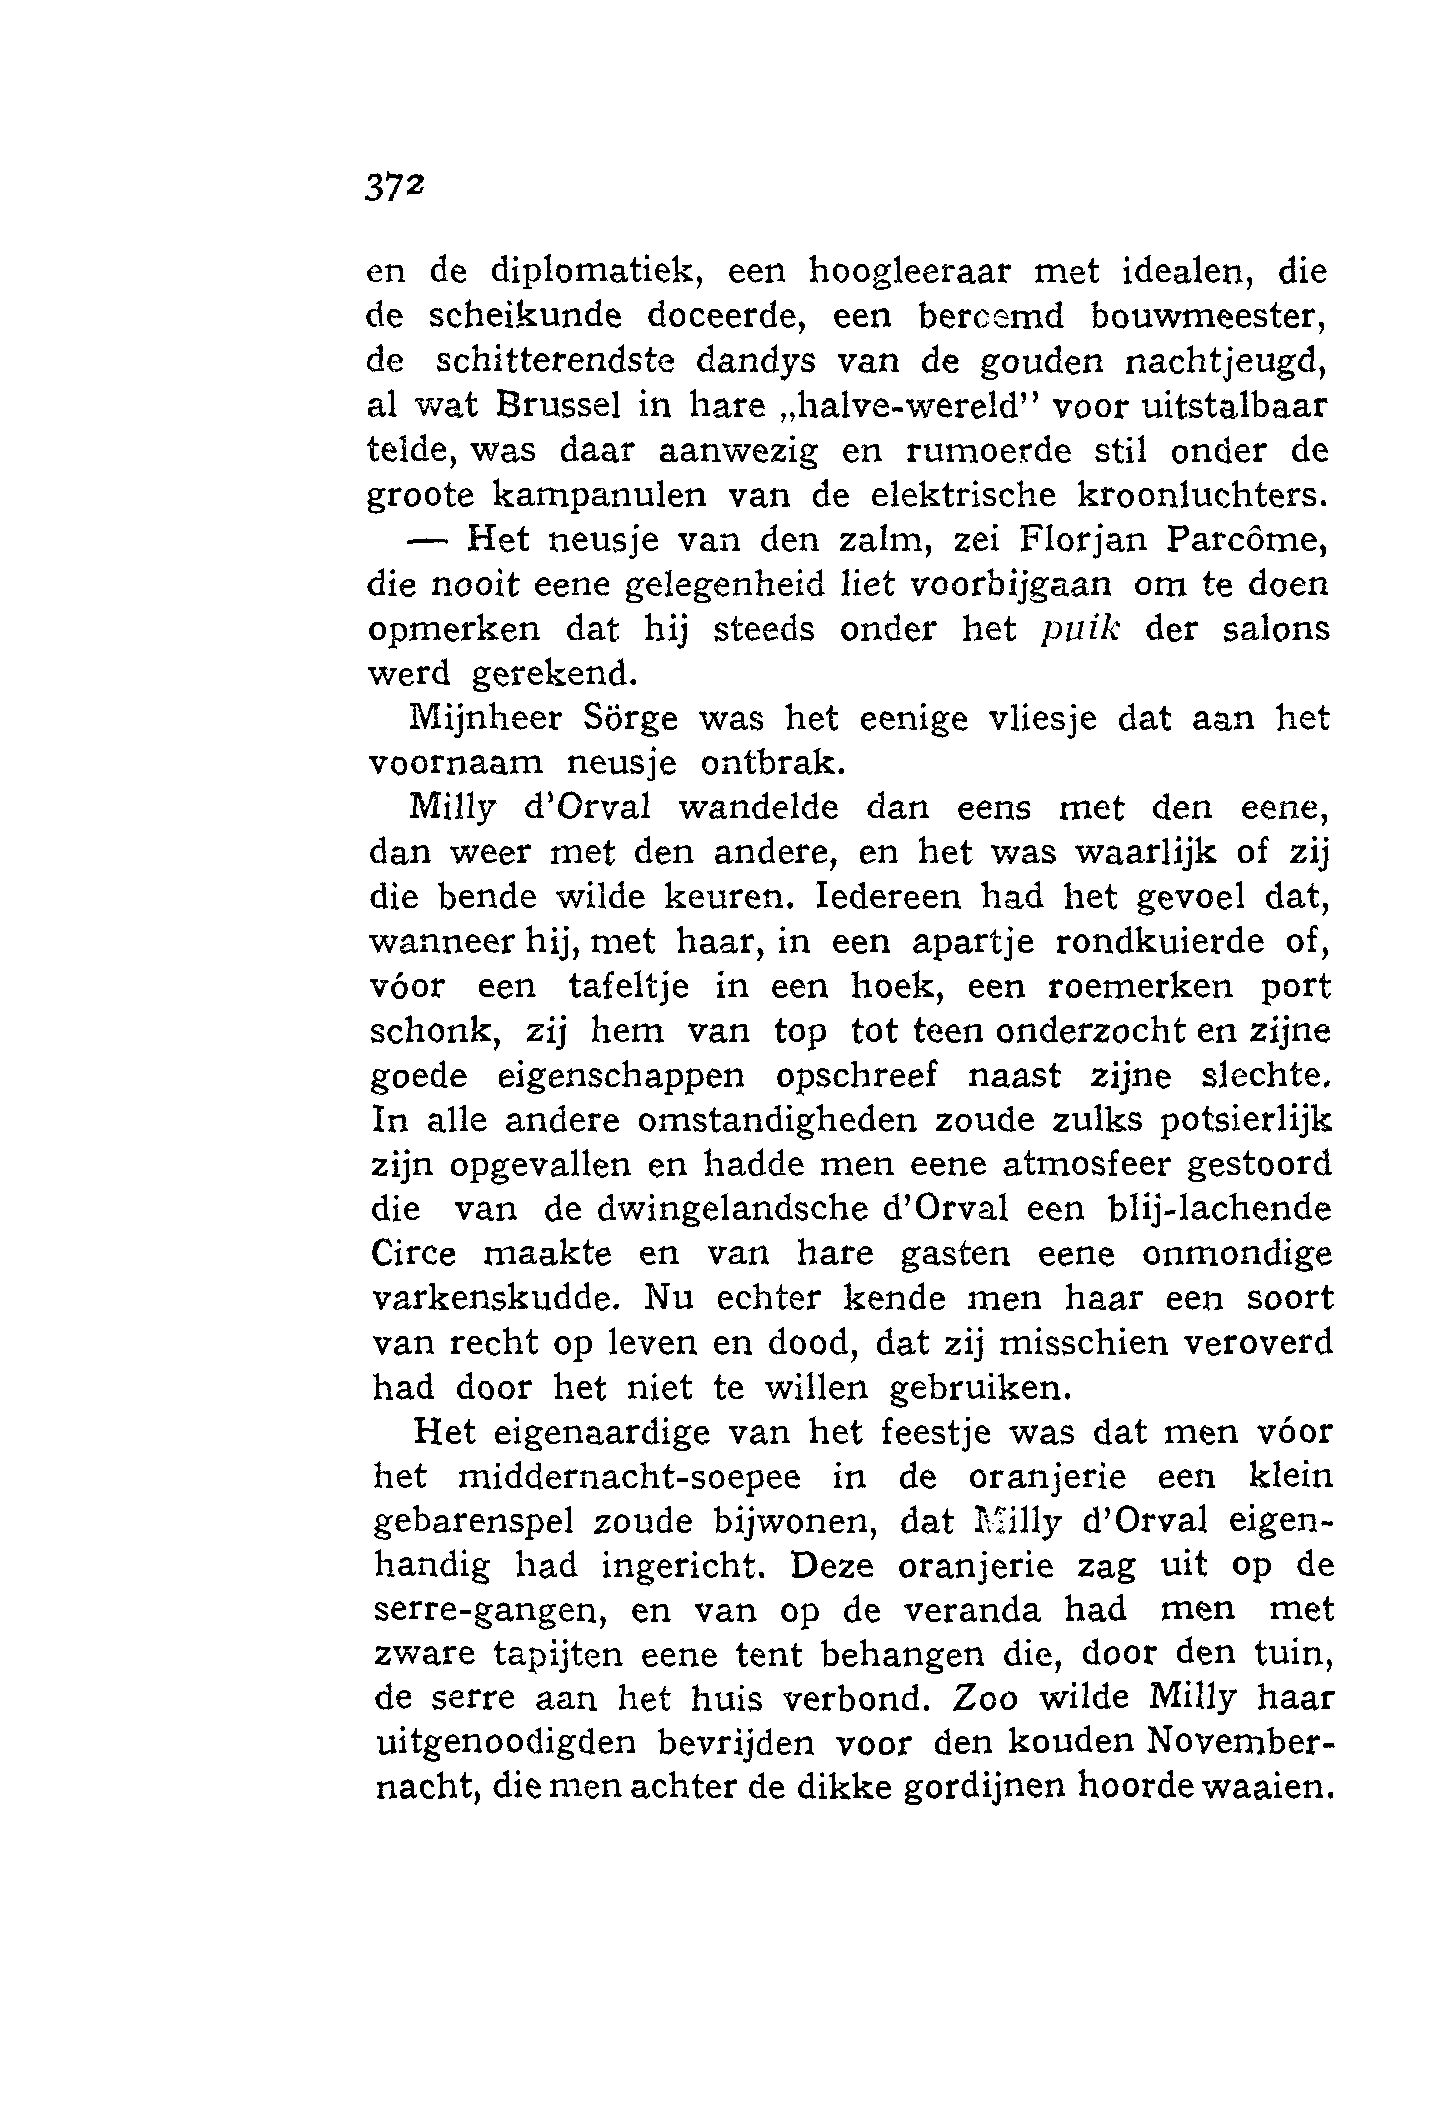 372
en de diplomatiek, een hoogleeraar met idealen, die
de scheikunde doceerde, een beroemd bouwmeester,
de schitterendste dandys van de gouden nachtjeugd,
al wat Brussel in hare „halve-wereld” voor uitstalbaar
telde, was daar aanwezig en rumoerde stil onder de
groote kampanulen van de elektrische kroonluchters.
— Het neusje van den zalm, zei Florjan Parcôme,
die nooit eene gelegenheid liet voorbijgaan om te doen
opmerken dat hij steeds onder het puik der salons
werd gerekend.
Mijnheer Sörge was het eenige vliesje dat aan het
voornaam neusje ontbrak.
Milly d'Orval wandelde dan eens met den eene,
dan weer met den andere, en het was waarlijk of zij
die bende wilde keuren. Iedereen had het gevoel dat,
wanneer hij, met haar, in een apartje rondkuierde of,
vóor een tafeltje in een hoek, een roemerken port
schonk, zij hem van top tot teen onderzocht en zijne
goede eigenschappen opschreef naast zijne slechte.
In alle andere omstandigheden zoude zulks potsierlijk
zijn opgevallen en hadde men eene atmosfeer gestoord
die van de dwingelandsche d'Orval een blij-lachende
Circe maakte en van hare gasten eene onmondige
varkenskudde. Nu echter kende men haar een soort
van recht op leven en dood, dat zij misschien veroverd
had door het niet te willen gebruiken.
Het eigenaardige van het feestje was dat men vóor
het middernacht-soepee in de oranjerie een klein
gebarenspel zoude bijwonen, dat Milly d'Orval eigen-
handig had ingericht. Deze oranjerie zag uit op de
serre-gangen, en van op de veranda had men met
zware tapijten eene tent behangen die, door den tuin,
de serre aan het huis verbond. Zoo wilde Milly haar
uitgenoodigden bevrijden voor den kouden November-
nacht, die men achter de dikke gordijnen hoorde waaien.